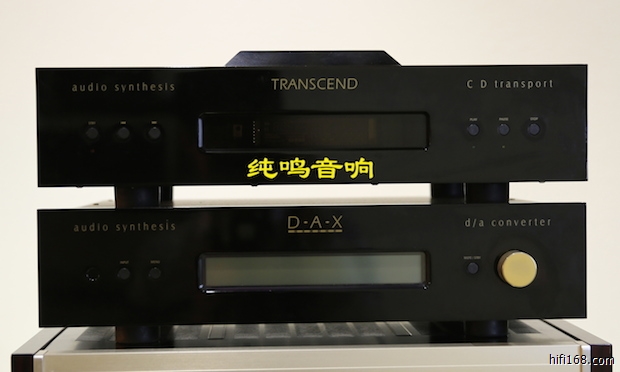 audio synthesis
TRANSCEND
C D transport
纯鸣音响
audio synthesis
D-A-X
d/a converter
hifi168.com